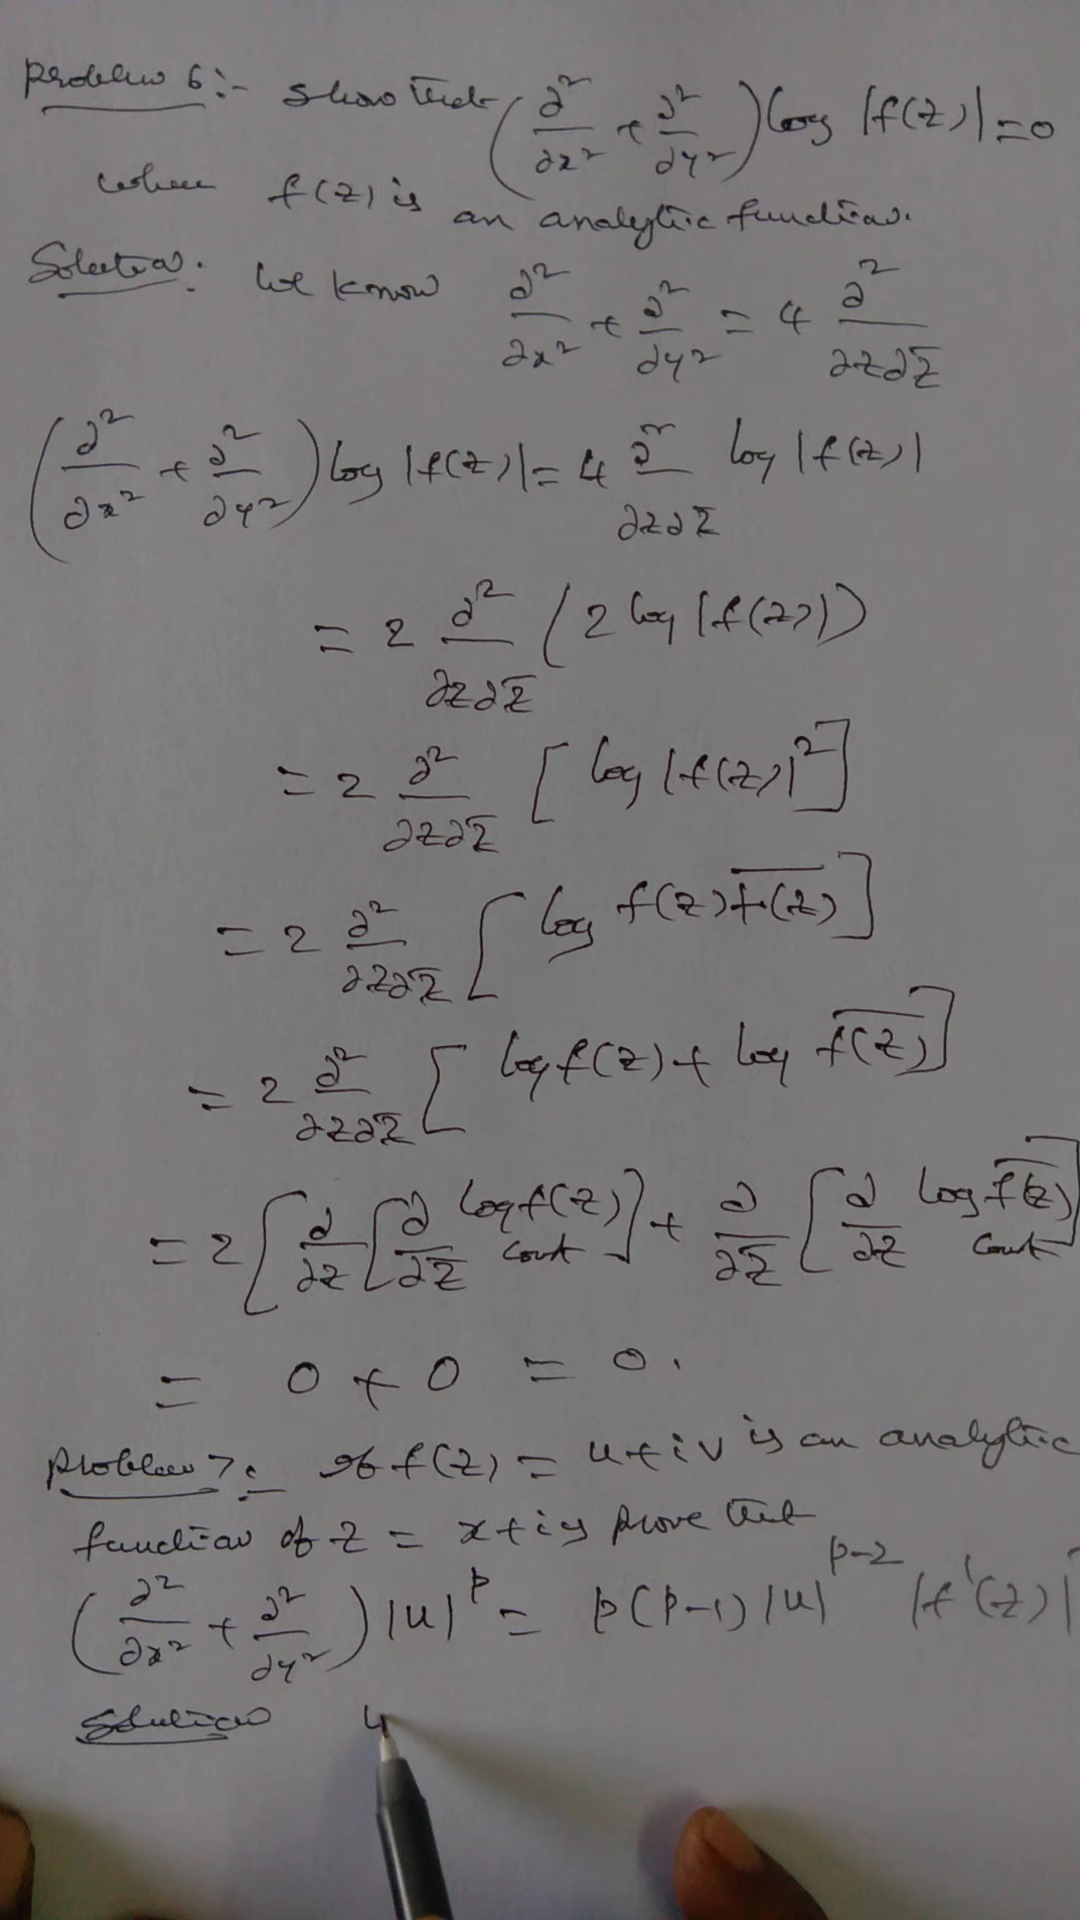 Problem 6:- Show that (∂²/∂x² + ∂²/∂y²) log |f(z)| = 0
where f(z) is an analytic function.
Solution: We know ∂²/∂x² + ∂²/∂y² = 4 ∂²/∂z∂z̄
(∂²/∂x² + ∂²/∂y²) log |f(z)| = 4 ∂²/∂z∂z̄ log |f(z)|
= 2 ∂²/∂z∂z̄ (2 log |f(z)|)
= 2 ∂²/∂z∂z̄ [log |f(z)|²]
= 2 ∂²/∂z∂z̄ [log f(z) \overline{f(z)}]
= 2 ∂²/∂z∂z̄ [log f(z) + log \overline{f(z)}]
= 2 [∂/∂z [∂/∂z̄ log f(z) const] + ∂/∂z̄ [∂/∂z log \overline{f(z)} const]
= 0 + 0 = 0.
Problem 7: If f(z) = u + iv is an analytic
function of z = x + iy prove that
(∂²/∂x² + ∂²/∂y²) |u|^p = p(p-1) |u|^{p-2} |f'(z)|
Solution